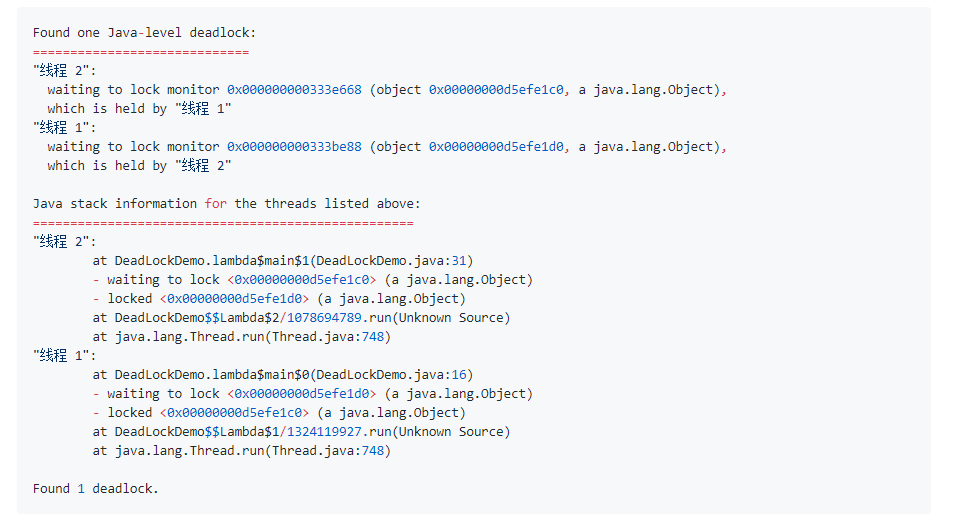 Found one Java-level deadlock:
=============================
"线程 2":
  waiting to lock monitor 0x000000000333e668 (object 0x00000000d5efe1c0, a java.lang.Object),
  which is held by "线程 1"
"线程 1":
  waiting to lock monitor 0x000000000333be88 (object 0x00000000d5efe1d0, a java.lang.Object),
  which is held by "线程 2"

Java stack information for the threads listed above:
===================================================
"线程 2":
        at DeadLockDemo.lambda$main$1(DeadLockDemo.java:31)
        - waiting to lock <0x00000000d5efe1c0> (a java.lang.Object)
        - locked <0x00000000d5efe1d0> (a java.lang.Object)
        at DeadLockDemo$$Lambda$2/1078694789.run(Unknown Source)
        at java.lang.Thread.run(Thread.java:748)
"线程 1":
        at DeadLockDemo.lambda$main$0(DeadLockDemo.java:16)
        - waiting to lock <0x00000000d5efe1d0> (a java.lang.Object)
        - locked <0x00000000d5efe1c0> (a java.lang.Object)
        at DeadLockDemo$$Lambda$1/1324119927.run(Unknown Source)
        at java.lang.Thread.run(Thread.java:748)

Found 1 deadlock.